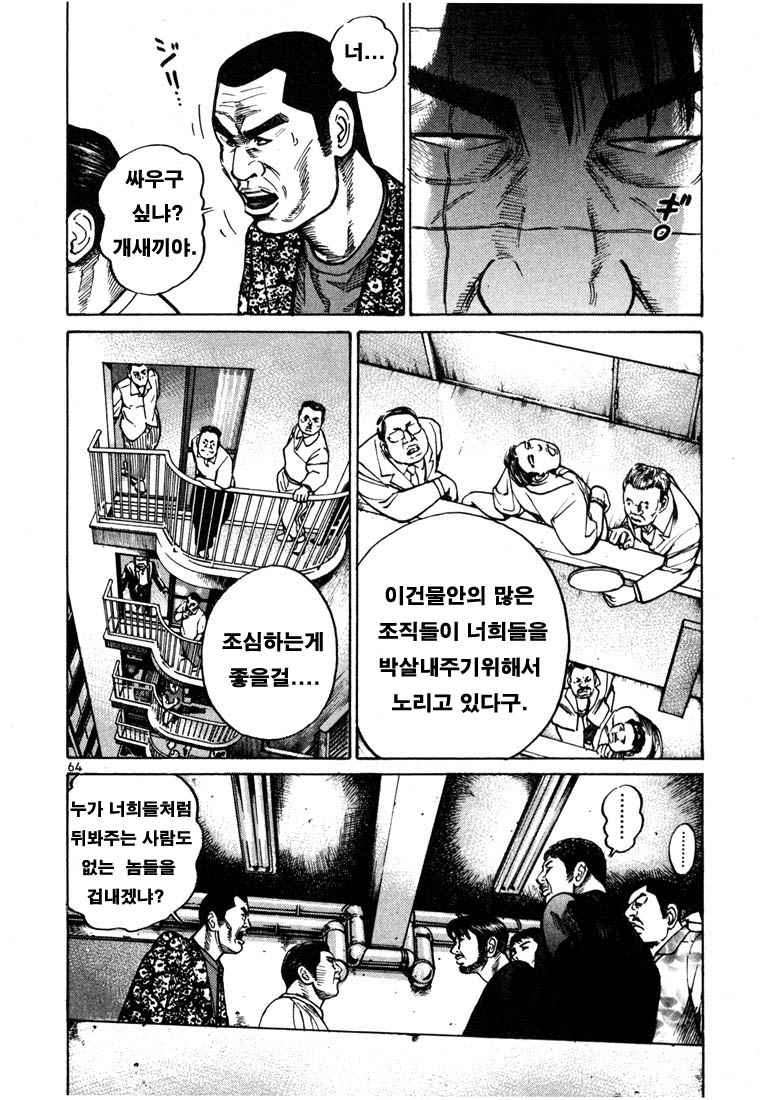 ギロ
ジ!!…
너...
싸우구
싶냐?
개새끼야.
이건물안의 많은
조직들이 너희들을
박살내주기위해서
노리고 있다구.
조심하는게
좋을걸....
64
누가 너희들처럼
뒤봐주는 사람도
없는 놈들을
겁내겠냐?
………
………